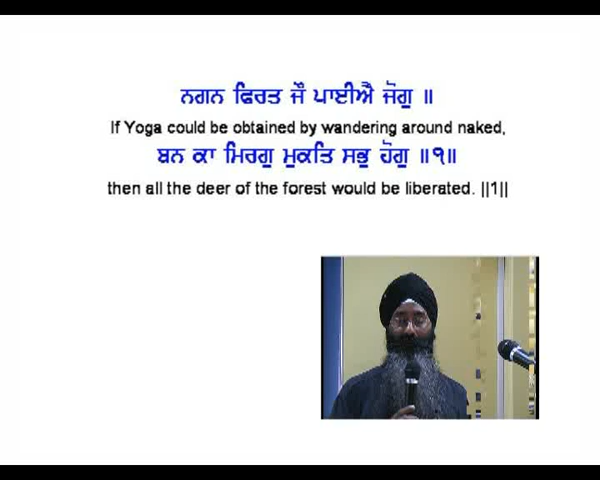 ਨਗਨ ਫਿਰਤ ਜੌ ਪਾਈਐ ਜੋਗੁ ॥
If Yoga could be obtained by wandering around naked,
ਬਨ ਕਾ ਮਿਰਗੁ ਮੁਕਤਿ ਸਭੁ ਹੋਗੁ ॥੧॥
then all the deer of the forest would be liberated. ||1||